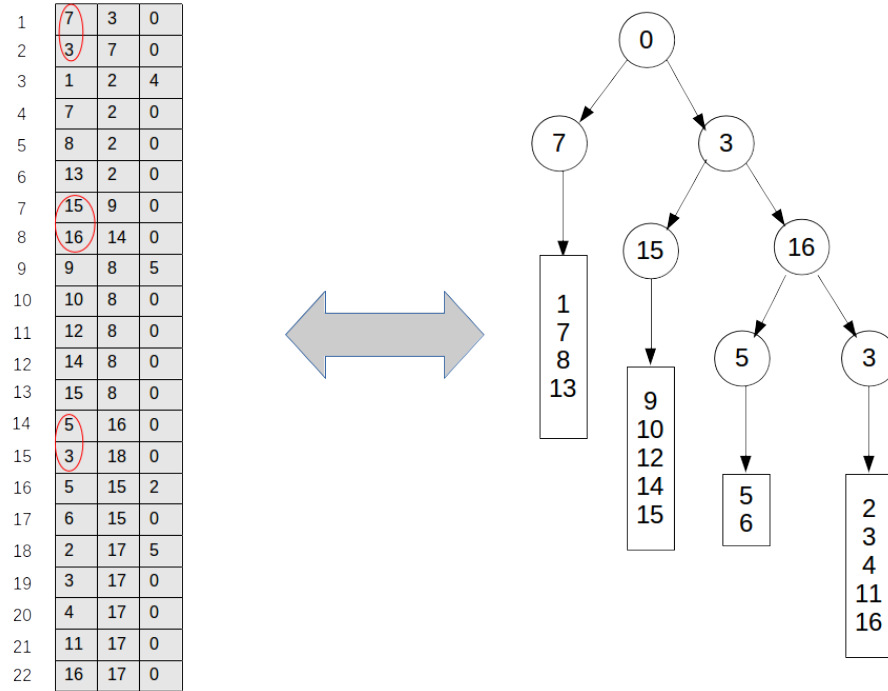 1 7 3 0
2 3 7 0
3 1 2 4
4 7 2 0
5 8 2 0
6 13 2 0
7 15 9 0
8 16 14 0
9 9 8 5
10 10 8 0
11 12 8 0
12 14 8 0
13 15 8 0
14 5 16 0
15 3 18 0
16 5 15 2
17 6 15 0
18 2 17 5
19 3 17 0
20 4 17 0
21 11 17 0
22 16 17 0
0
7 3
15 16
5 3
1
7
8
13
9
10
12
14
15
5
6
2
3
4
11
16